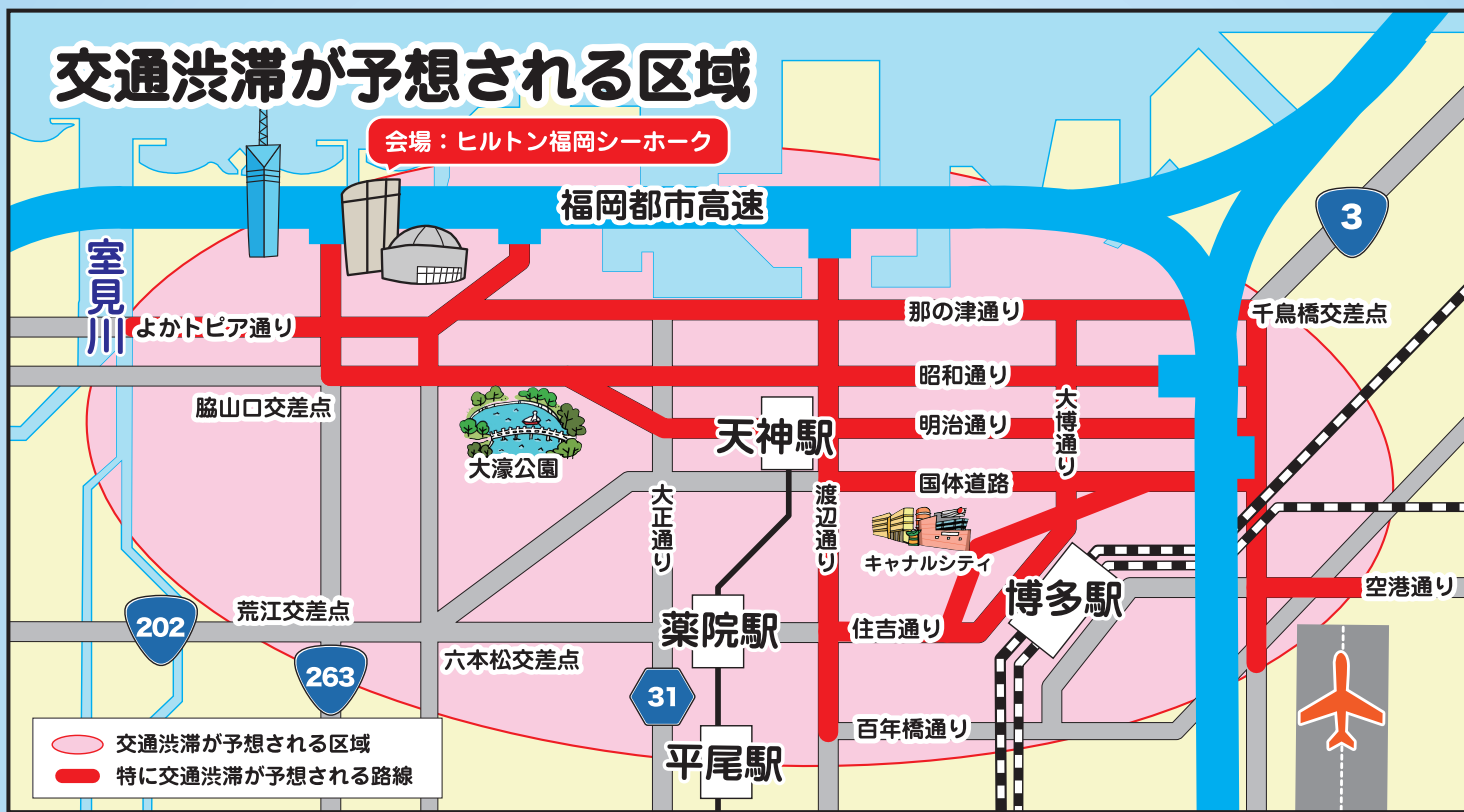 交通渋滞が予想される区域
会場：ヒルトン福岡シーホーク
福岡都市高速
3
室見川
よかトピア通り
那の津通り
千鳥橋交差点
昭和通り
脇山口交差点
大博通り
明治通り
天神駅
大濠公園
国体道路
大正通り
渡辺通り
キャナルシティ
博多駅
空港通り
荒江交差点
202
薬院駅
住吉通り
六本松交差点
263
31
百年橋通り
平尾駅
交通渋滞が予想される区域
特に交通渋滞が予想される路線